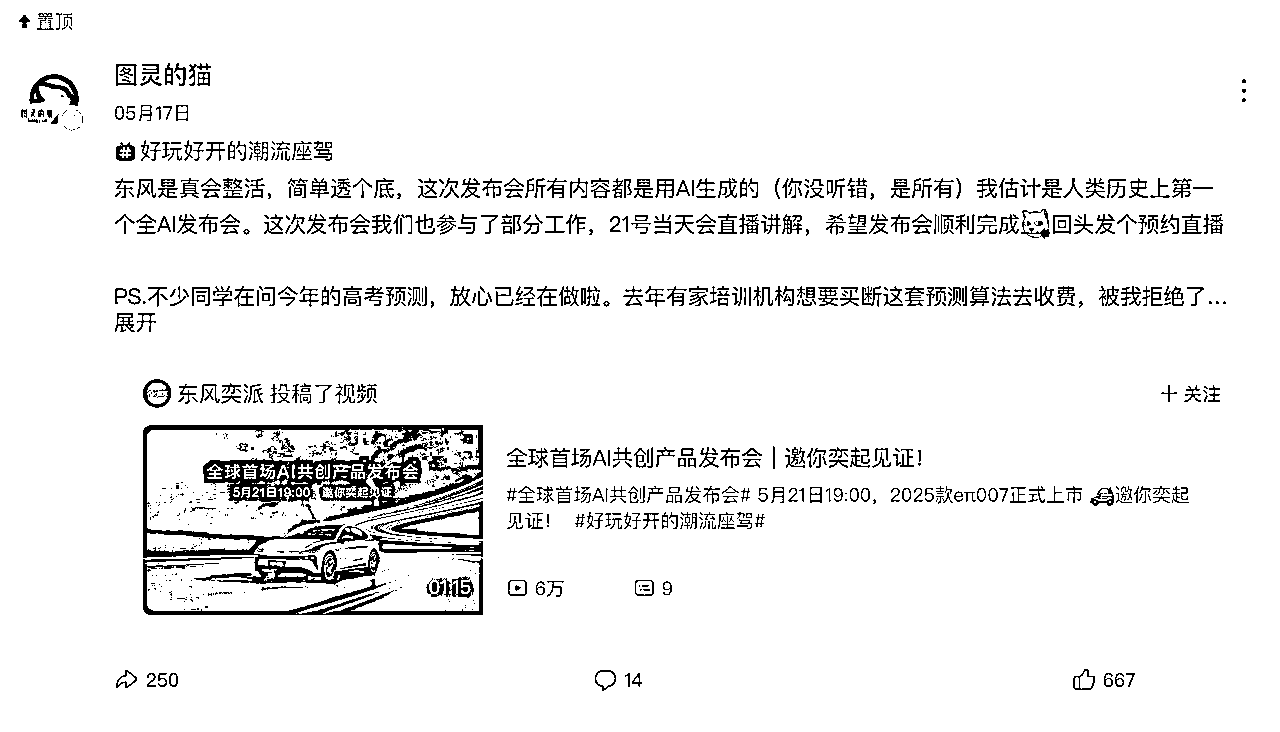 置顶
图灵的猫
05月17日
好玩好开的潮流座驾
东风是真会整活，简单透个底，这次发布会所有内容都是用AI生成的（你没听错，是所有）我估计是人类历史上第一
个全AI发布会。这次发布会我们也参与了部分工作，21号当天会直播讲解，希望发布会顺利完成回头发个预约直播
PS.不少同学在问今年的高考预测，放心已经在做啦。去年有家培训机构想要买断这套预测算法去收费，被我拒绝了...
展开
东风奕派 投稿了视频
+ 关注
全球首场AI共创产品发布会
5月21日19:00，邀你奕起见证
01:15
全球首场AI共创产品发布会｜邀你奕起见证！
#全球首场AI共创产品发布会# 5月21日19:00，2025款eπ007正式上市 邀你奕起
见证！ #好玩好开的潮流座驾#
6万
9
250
14
667